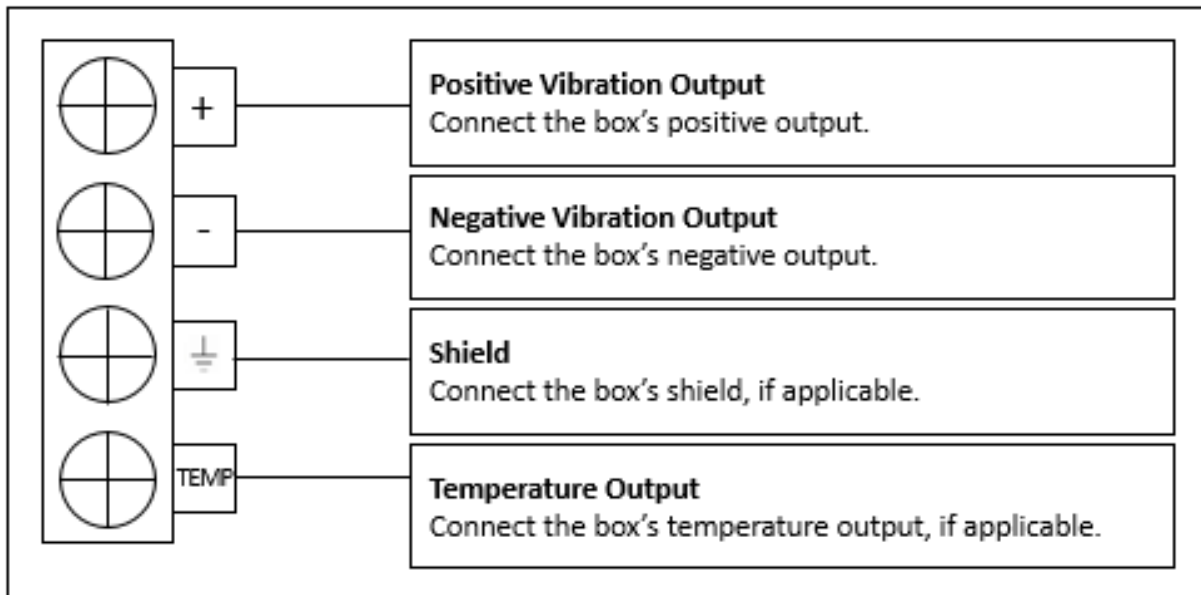 +
Positive Vibration Output
Connect the box’s positive output.
-
Negative Vibration Output
Connect the box’s negative output.
Shield
Connect the box’s shield, if applicable.
TEMP
Temperature Output
Connect the box’s temperature output, if applicable.